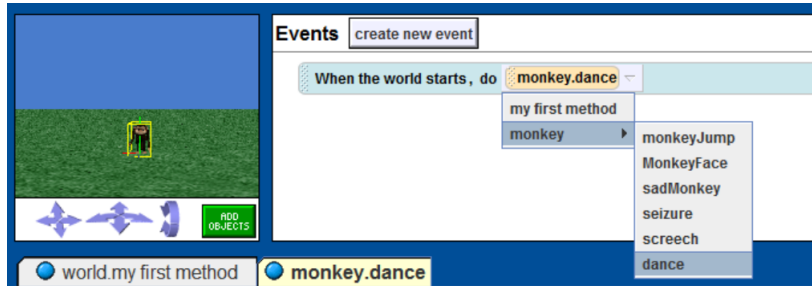 Events create new event
When the world starts, do monkey.dance
my first method
monkey
monkeyJump
MonkeyFace
sadMonkey
seizure
screech
dance
ADD
OBJECTS
world.my first method monkey.dance